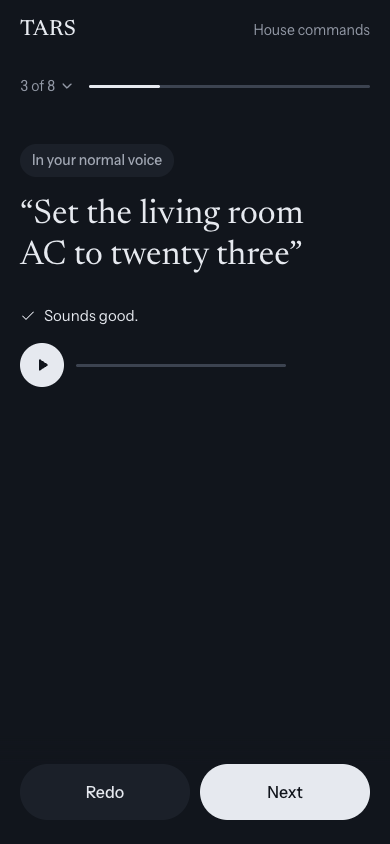 TARS
House commands
3 of 8
In your normal voice
“Set the living room
AC to twenty three”
Sounds good.
Redo
Next